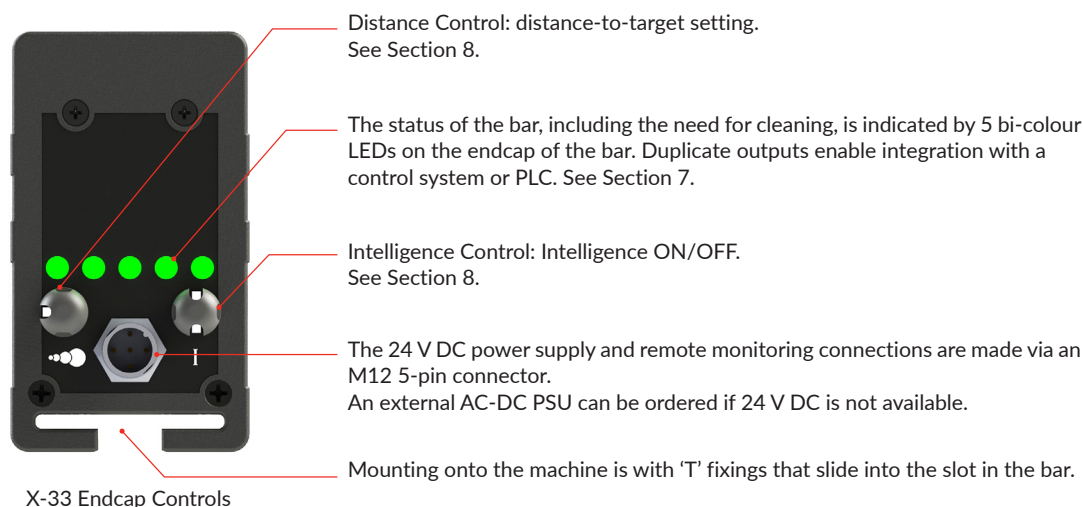 Distance Control: distance-to-target setting.
See Section 8.
The status of the bar, including the need for cleaning, is indicated by 5 bi-colour
LEDs on the endcap of the bar. Duplicate outputs enable integration with a
control system or PLC. See Section 7.
Intelligence Control: Intelligence ON/OFF.
See Section 8.
The 24 V DC power supply and remote monitoring connections are made via an
M12 5-pin connector.
An external AC-DC PSU can be ordered if 24 V DC is not available.
Mounting onto the machine is with ‘T’ fixings that slide into the slot in the bar.
X-33 Endcap Controls